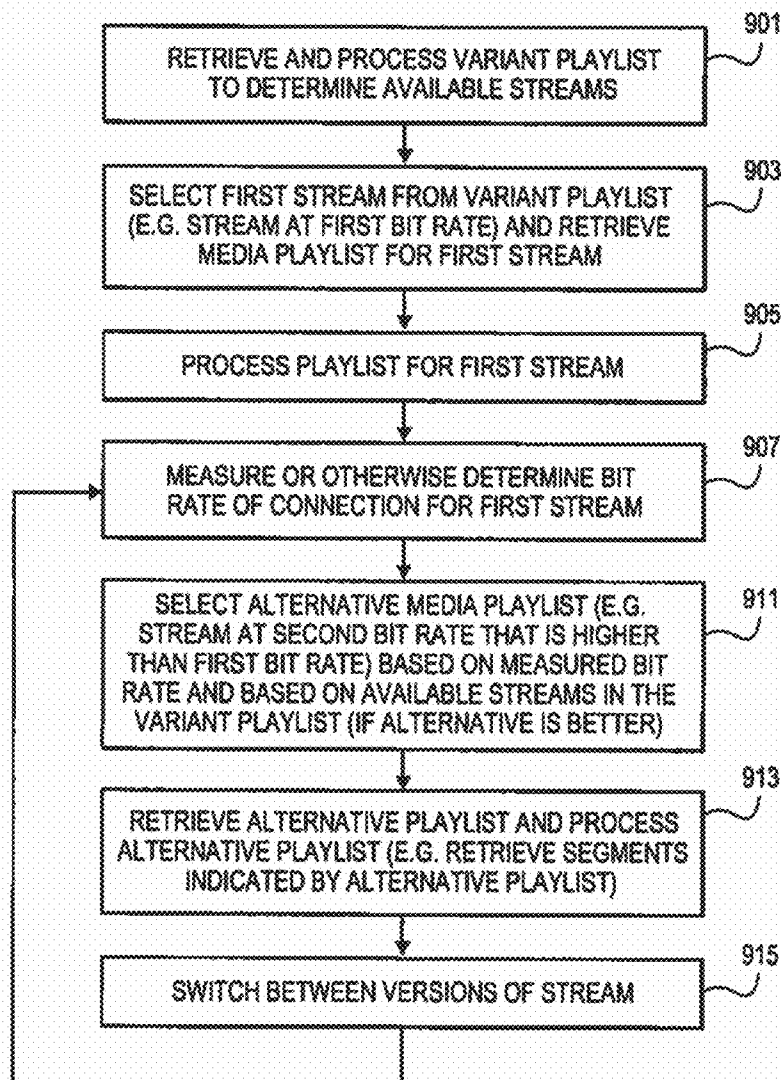 901
RETRIEVE AND PROCESS VARIANT PLAYLIST
TO DETERMINE AVAILABLE STREAMS
903
SELECT FIRST STREAM FROM VARIANT PLAYLIST
(E.G. STREAM AT FIRST BIT RATE) AND RETRIEVE
MEDIA PLAYLIST FOR FIRST STREAM
905
PROCESS PLAYLIST FOR FIRST STREAM
907
MEASURE OR OTHERWISE DETERMINE BIT
RATE OF CONNECTION FOR FIRST STREAM
911
SELECT ALTERNATIVE MEDIA PLAYLIST (E.G.
STREAM AT SECOND BIT RATE THAT IS HIGHER
THAN FIRST BIT RATE) BASED ON MEASURED BIT
RATE AND BASED ON AVAILABLE STREAMS IN THE
VARIANT PLAYLIST (IF ALTERNATIVE IS BETTER)
913
RETRIEVE ALTERNATIVE PLAYLIST AND PROCESS
ALTERNATIVE PLAYLIST (E.G. RETRIEVE SEGMENTS
INDICATED BY ALTERNATIVE PLAYLIST)
915
SWITCH BETWEEN VERSIONS OF STREAM